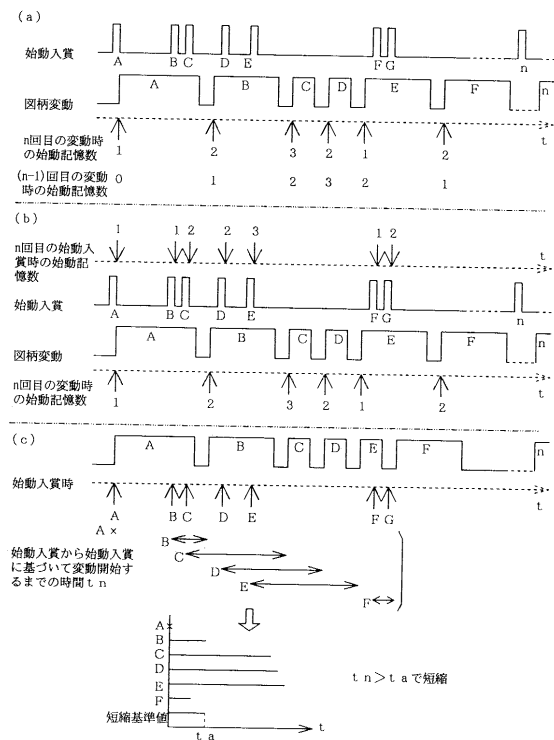 (a)
始動入賞
A B C D E F G n
図柄変動
A B C D E F n
t
n回目の変動時
の始動記憶数
1 2 3 2 1 2
(n-1)回目の変動
時の始動記憶数
0 1 2 3 2 1
(b)
1 1 2 2 3 1 2
t
n回目の始動入
賞時の始動記
憶数
始動入賞
A B C D E F G n
図柄変動
A B C D E F n
t
n回目の変動時
の始動記憶数
1 2 3 2 1 2
(c)
A B C D E F n
始動入賞時
t
A B C D E F G
A ×
B
始動入賞から始動入賞
に基づいて変動開始す
るまでの時間tn
C
D
E
F
A×
B
C
D
E
F
短縮基準値
ta
t
tn>taで短縮